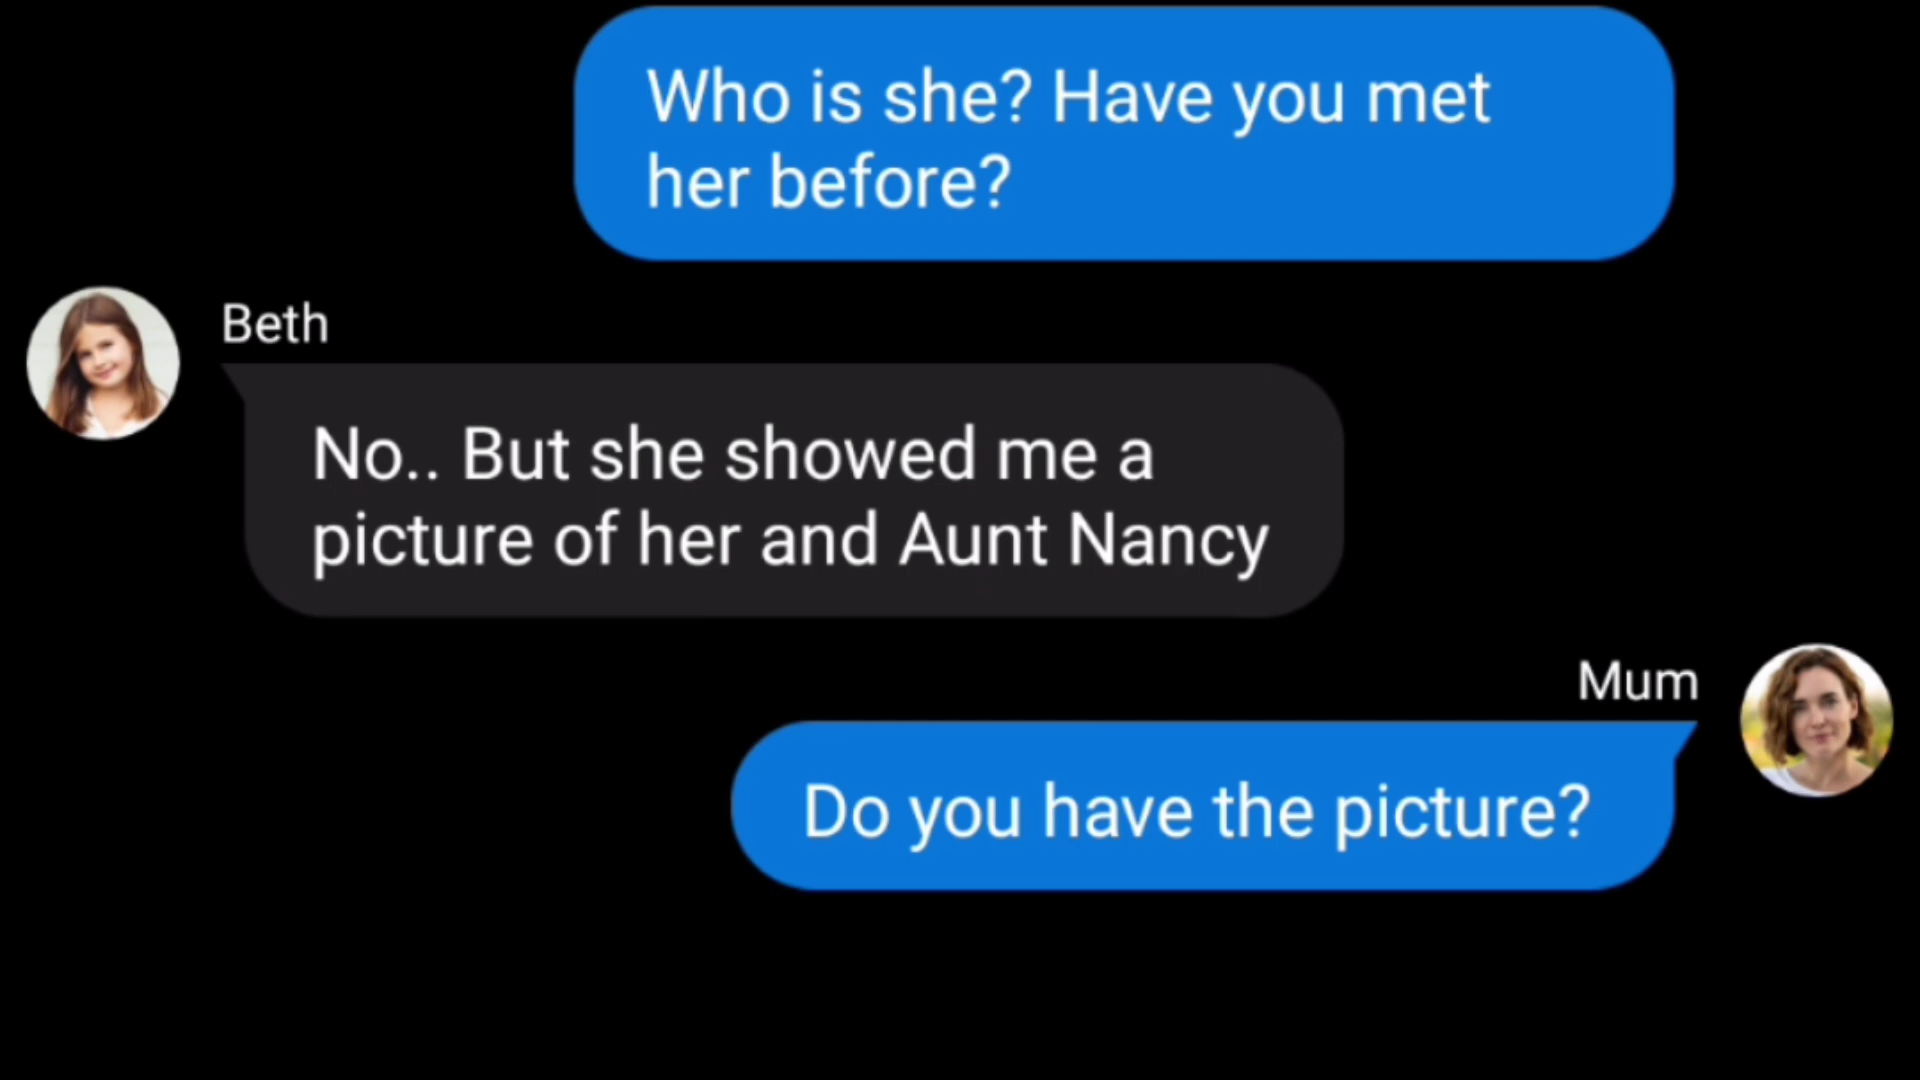 Who is she? Have you met
her before?
Beth
No.. But she showed me a
picture of her and Aunt Nancy
Mum
Do you have the picture?